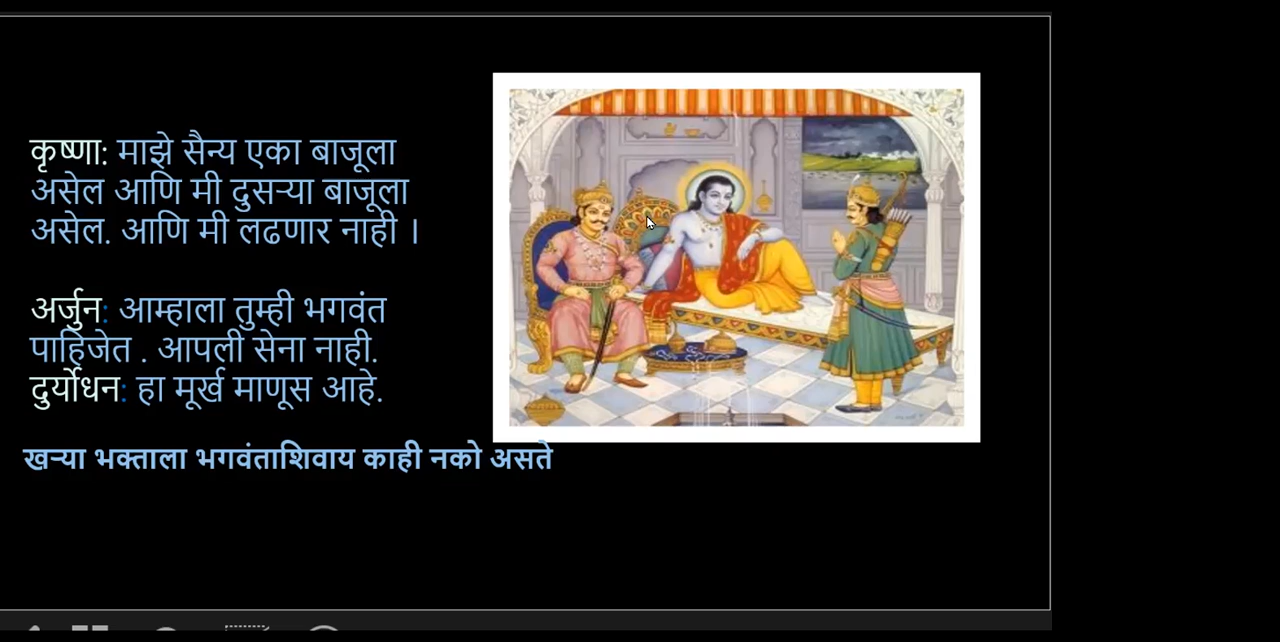 कृष्णा: माझे सैन्य एका बाजूला
असेल आणि मी दुसऱ्या बाजूला
असेल. आणि मी लढणार नाही ।
अर्जुन: आम्हाला तुम्ही भगवंत
पाहिजेत . आपली सेना नाही.
दुर्योधन: हा मूर्ख माणूस आहे.
खऱ्या भक्ताला भगवंताशिवाय काही नको असते